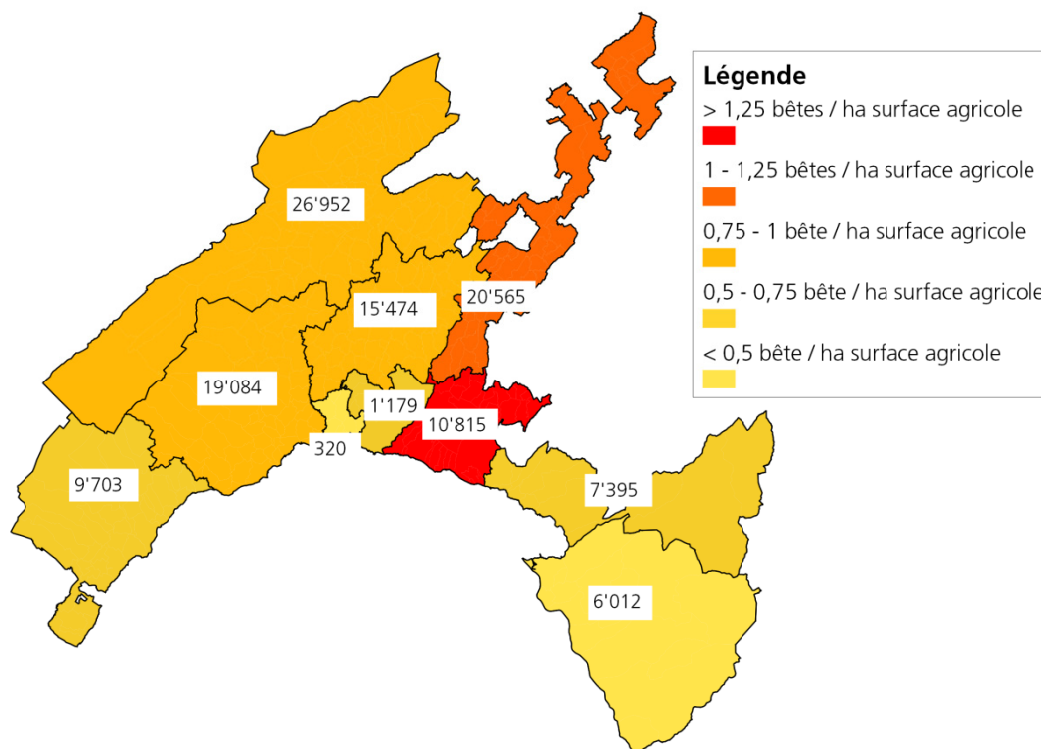 Légende
> 1,25 bêtes / ha surface agricole
1 - 1,25 bêtes / ha surface agricole
0,75 - 1 bête / ha surface agricole
0,5 - 0,75 bête / ha surface agricole
< 0,5 bête / ha surface agricole
26'952
15'474
20'565
19'084
1'179
10'815
320
9'703
7'395
6'012